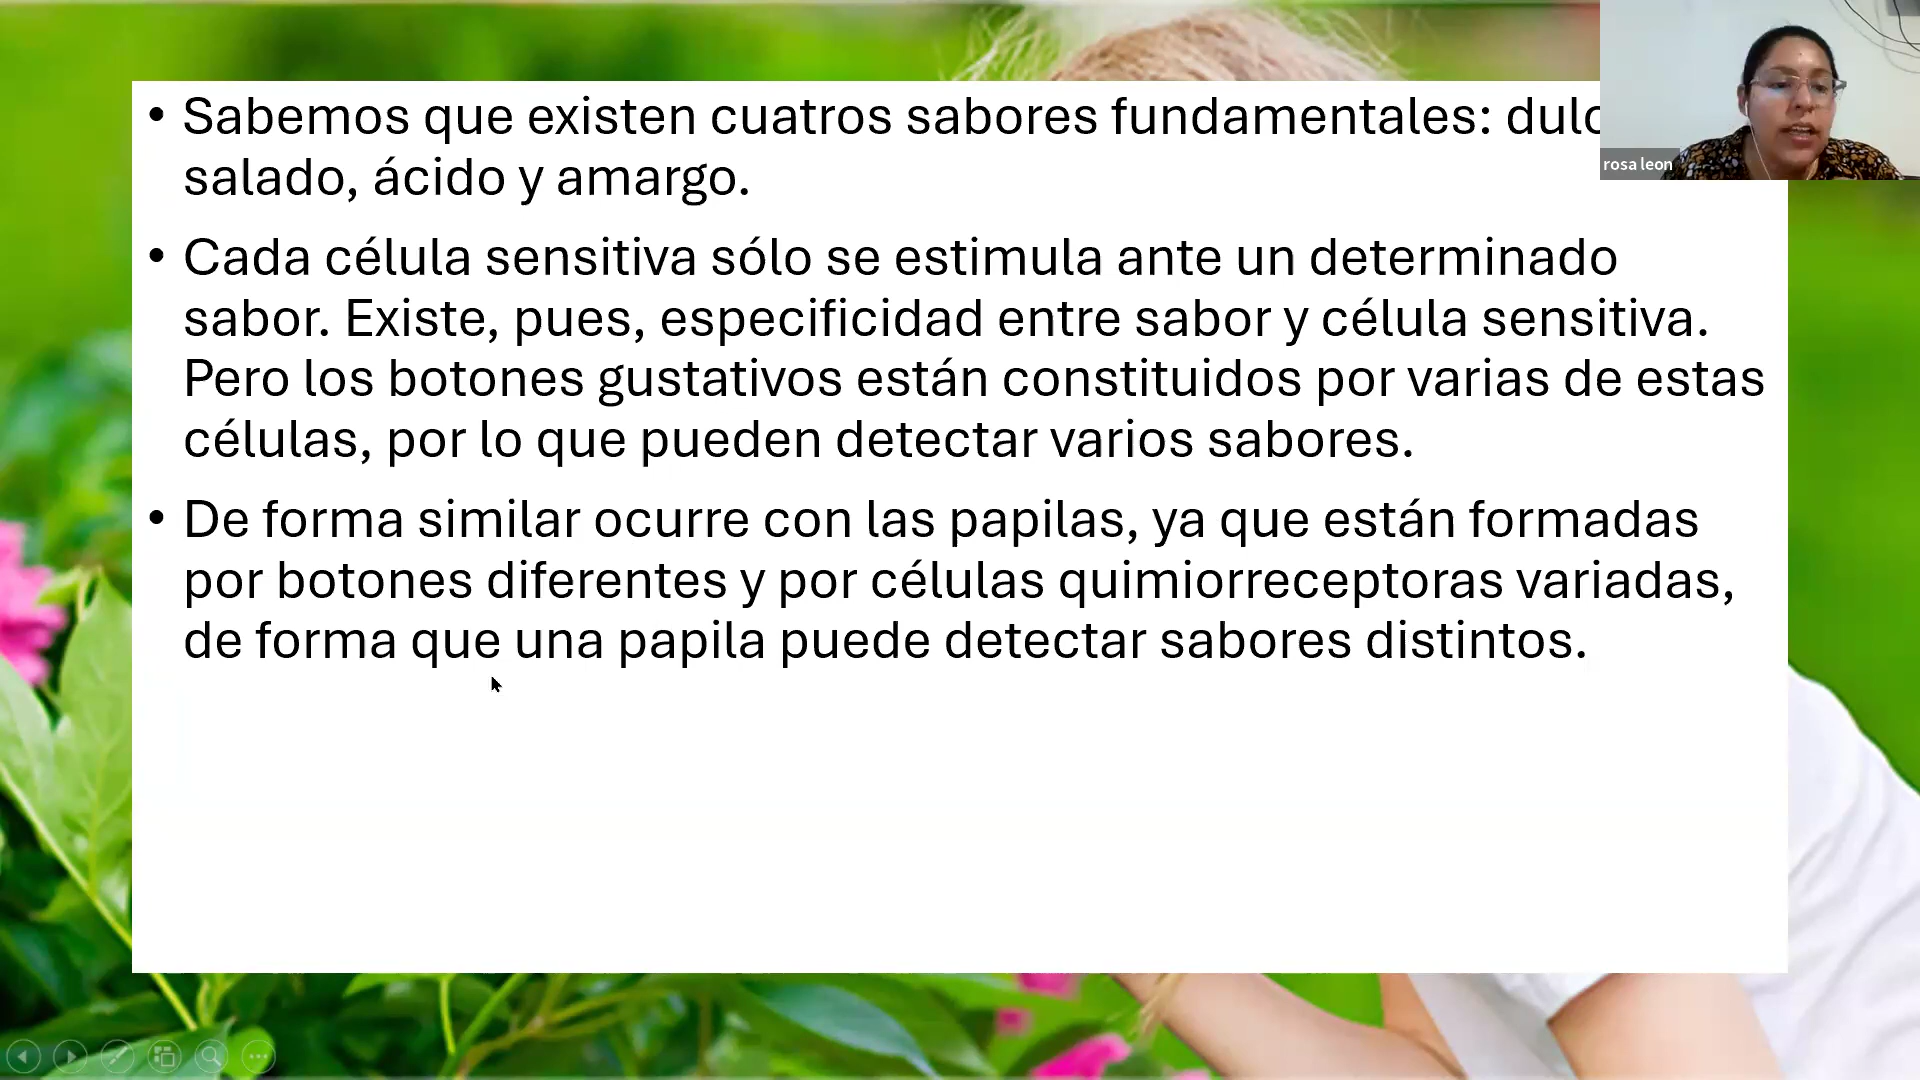 • Sabemos que existen cuatros sabores fundamentales:
salado, ácido y amargo.
• Cada célula sensitiva sólo se estimula ante un determinado
sabor. Existe, pues, especificidad entre sabor y célula sensitiva.
Pero los botones gustativos están constituidos por varias de estas
células, por lo que pueden detectar varios sabores.
• De forma similar ocurre con las papilas, ya que están formadas
por botones diferentes y por células quimiorreceptoras variadas,
de forma que una papila puede detectar sabores distintos.
rosa leon